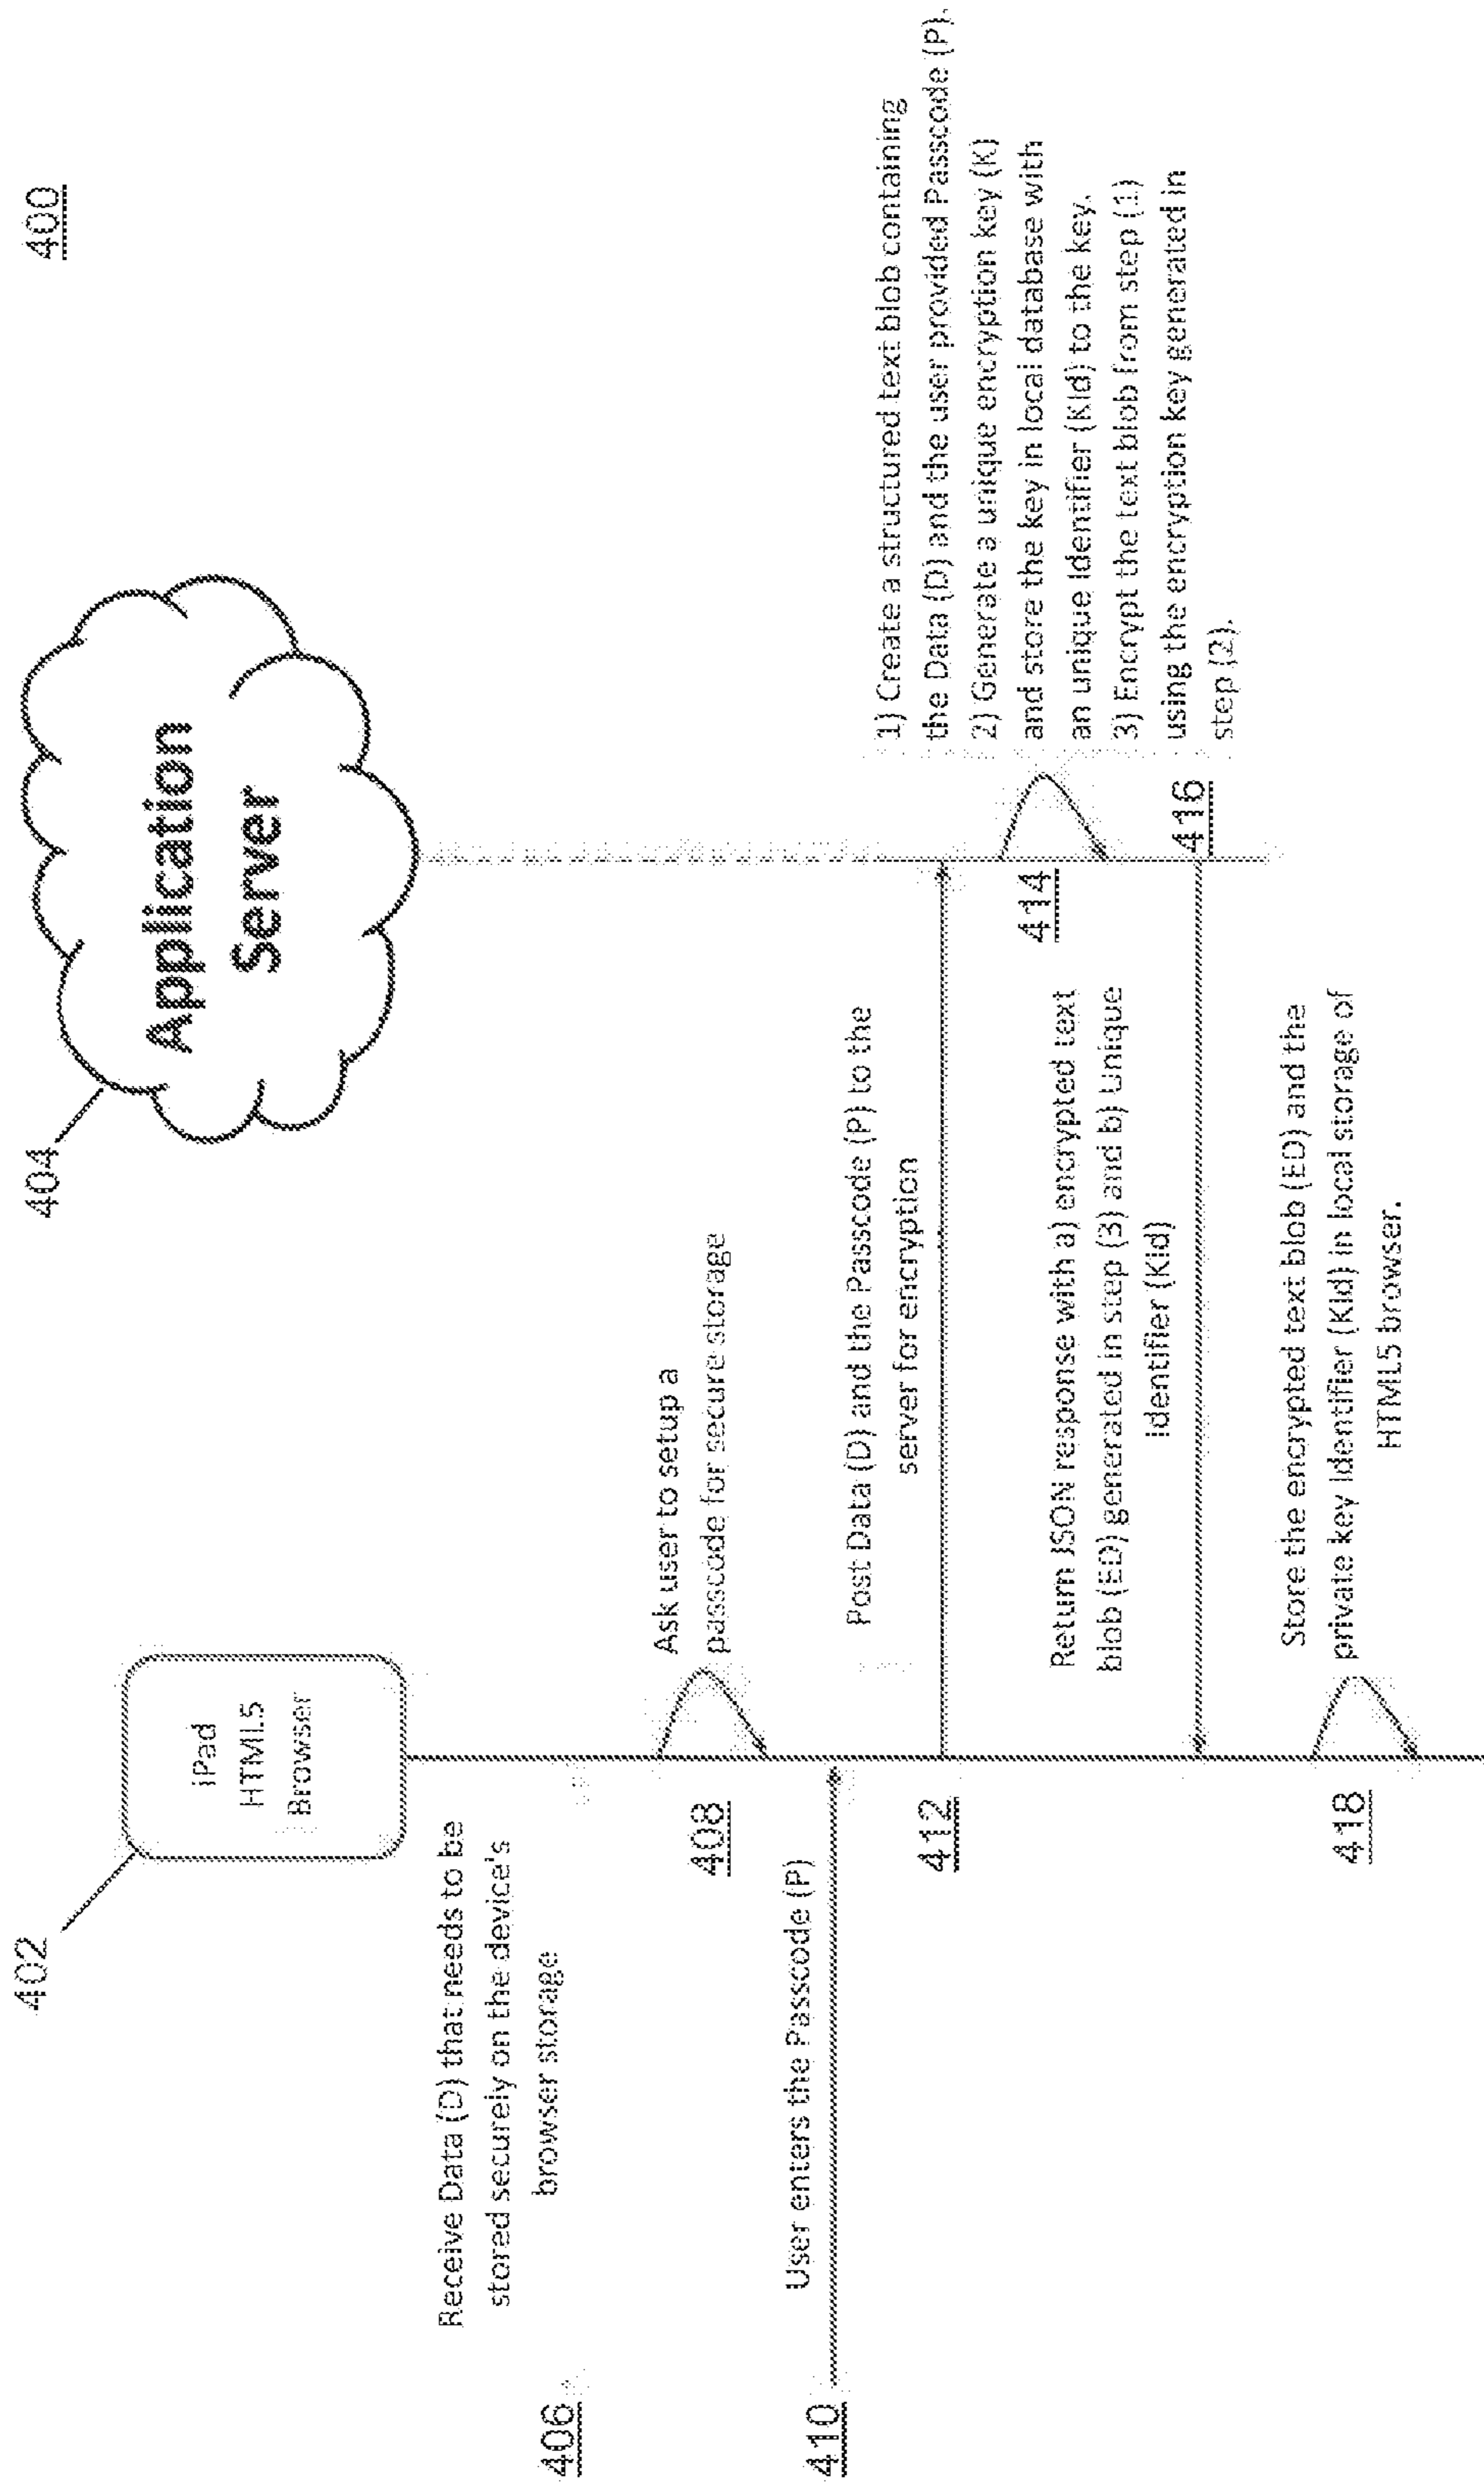 400
402
iPad
HTML5
Browser
404
Application
Server
Receive Data (D) that needs to be
stored securely on the device's
browser storage
406
Ask user to setup a
passcode for secure storage
408
User enters the Passcode (P)
410
Post Data (D) and the Passcode (P) to the
server for encryption
412
1) Create a structured text blob containing
the Data (D) and the user provided Passcode (P).
2) Generate a unique encryption key (K)
and store the key in local database with
an unique Identifier (KId) to the key.
3) Encrypt the text blob from step (1)
using the encryption key generated in
step (2).
414
Return JSON response with a) encrypted text
blob (ED) generated in step (3) and b) Unique
Identifier (KId)
416
Store the encrypted text blob (ED) and the
private key Identifier (KId) in local storage of
HTML5 browser.
418